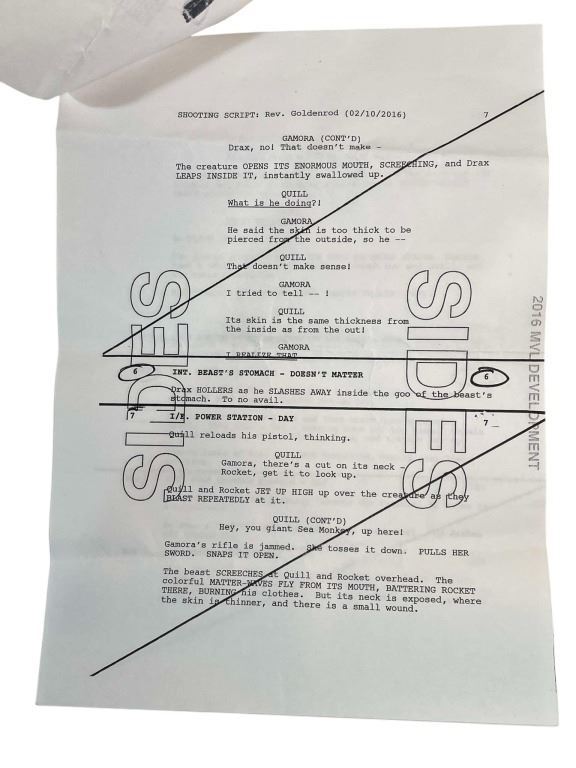 SHOOTING SCRIPT: Rev. Goldenrod (02/10/2016) 7
GAMORA (CONT'D)
Drax, no! That doesn't make -
The creature OPENS ITS ENORMOUS MOUTH, SCREECHING, and Drax
LEAPS INSIDE IT, instantly swallowed up.
QUILL
What is he doing?!
GAMORA
He said the skin is too thick to be
pierced from the outside, so he --
QUILL
That doesn't make sense!
GAMORA
I tried to tell -- !
QUILL
Its skin is the same thickness from
the inside as from the out!
GAMORA
I REALIZE THAT
6 INT. BEAST'S STOMACH - DOESN'T MATTER 6
Drax HOLLERS as he SLASHES AWAY inside the goo of the beast's
stomach. To no avail.
7 I/E. POWER STATION - DAY 7
Quill reloads his pistol, thinking.
QUILL
Gamora, there's a cut on its neck -
Rocket, get it to look up.
Quill and Rocket JET UP HIGH up over the creature as they
BLAST REPEATEDLY at it.
QUILL (CONT'D)
Hey, you giant Sea Monkey, up here!
Gamora's rifle is jammed. She tosses it down. PULLS HER
SWORD. SNAPS IT OPEN.
The beast SCREECHES at Quill and Rocket overhead. The
colorful MATTER-WAVES FLY FROM ITS MOUTH, BATTERING ROCKET
THERE, BURNING his clothes. But its neck is exposed, where
the skin is thinner, and there is a small wound.
SIDES
SIDES
2016 MVL DEVELOPMENT